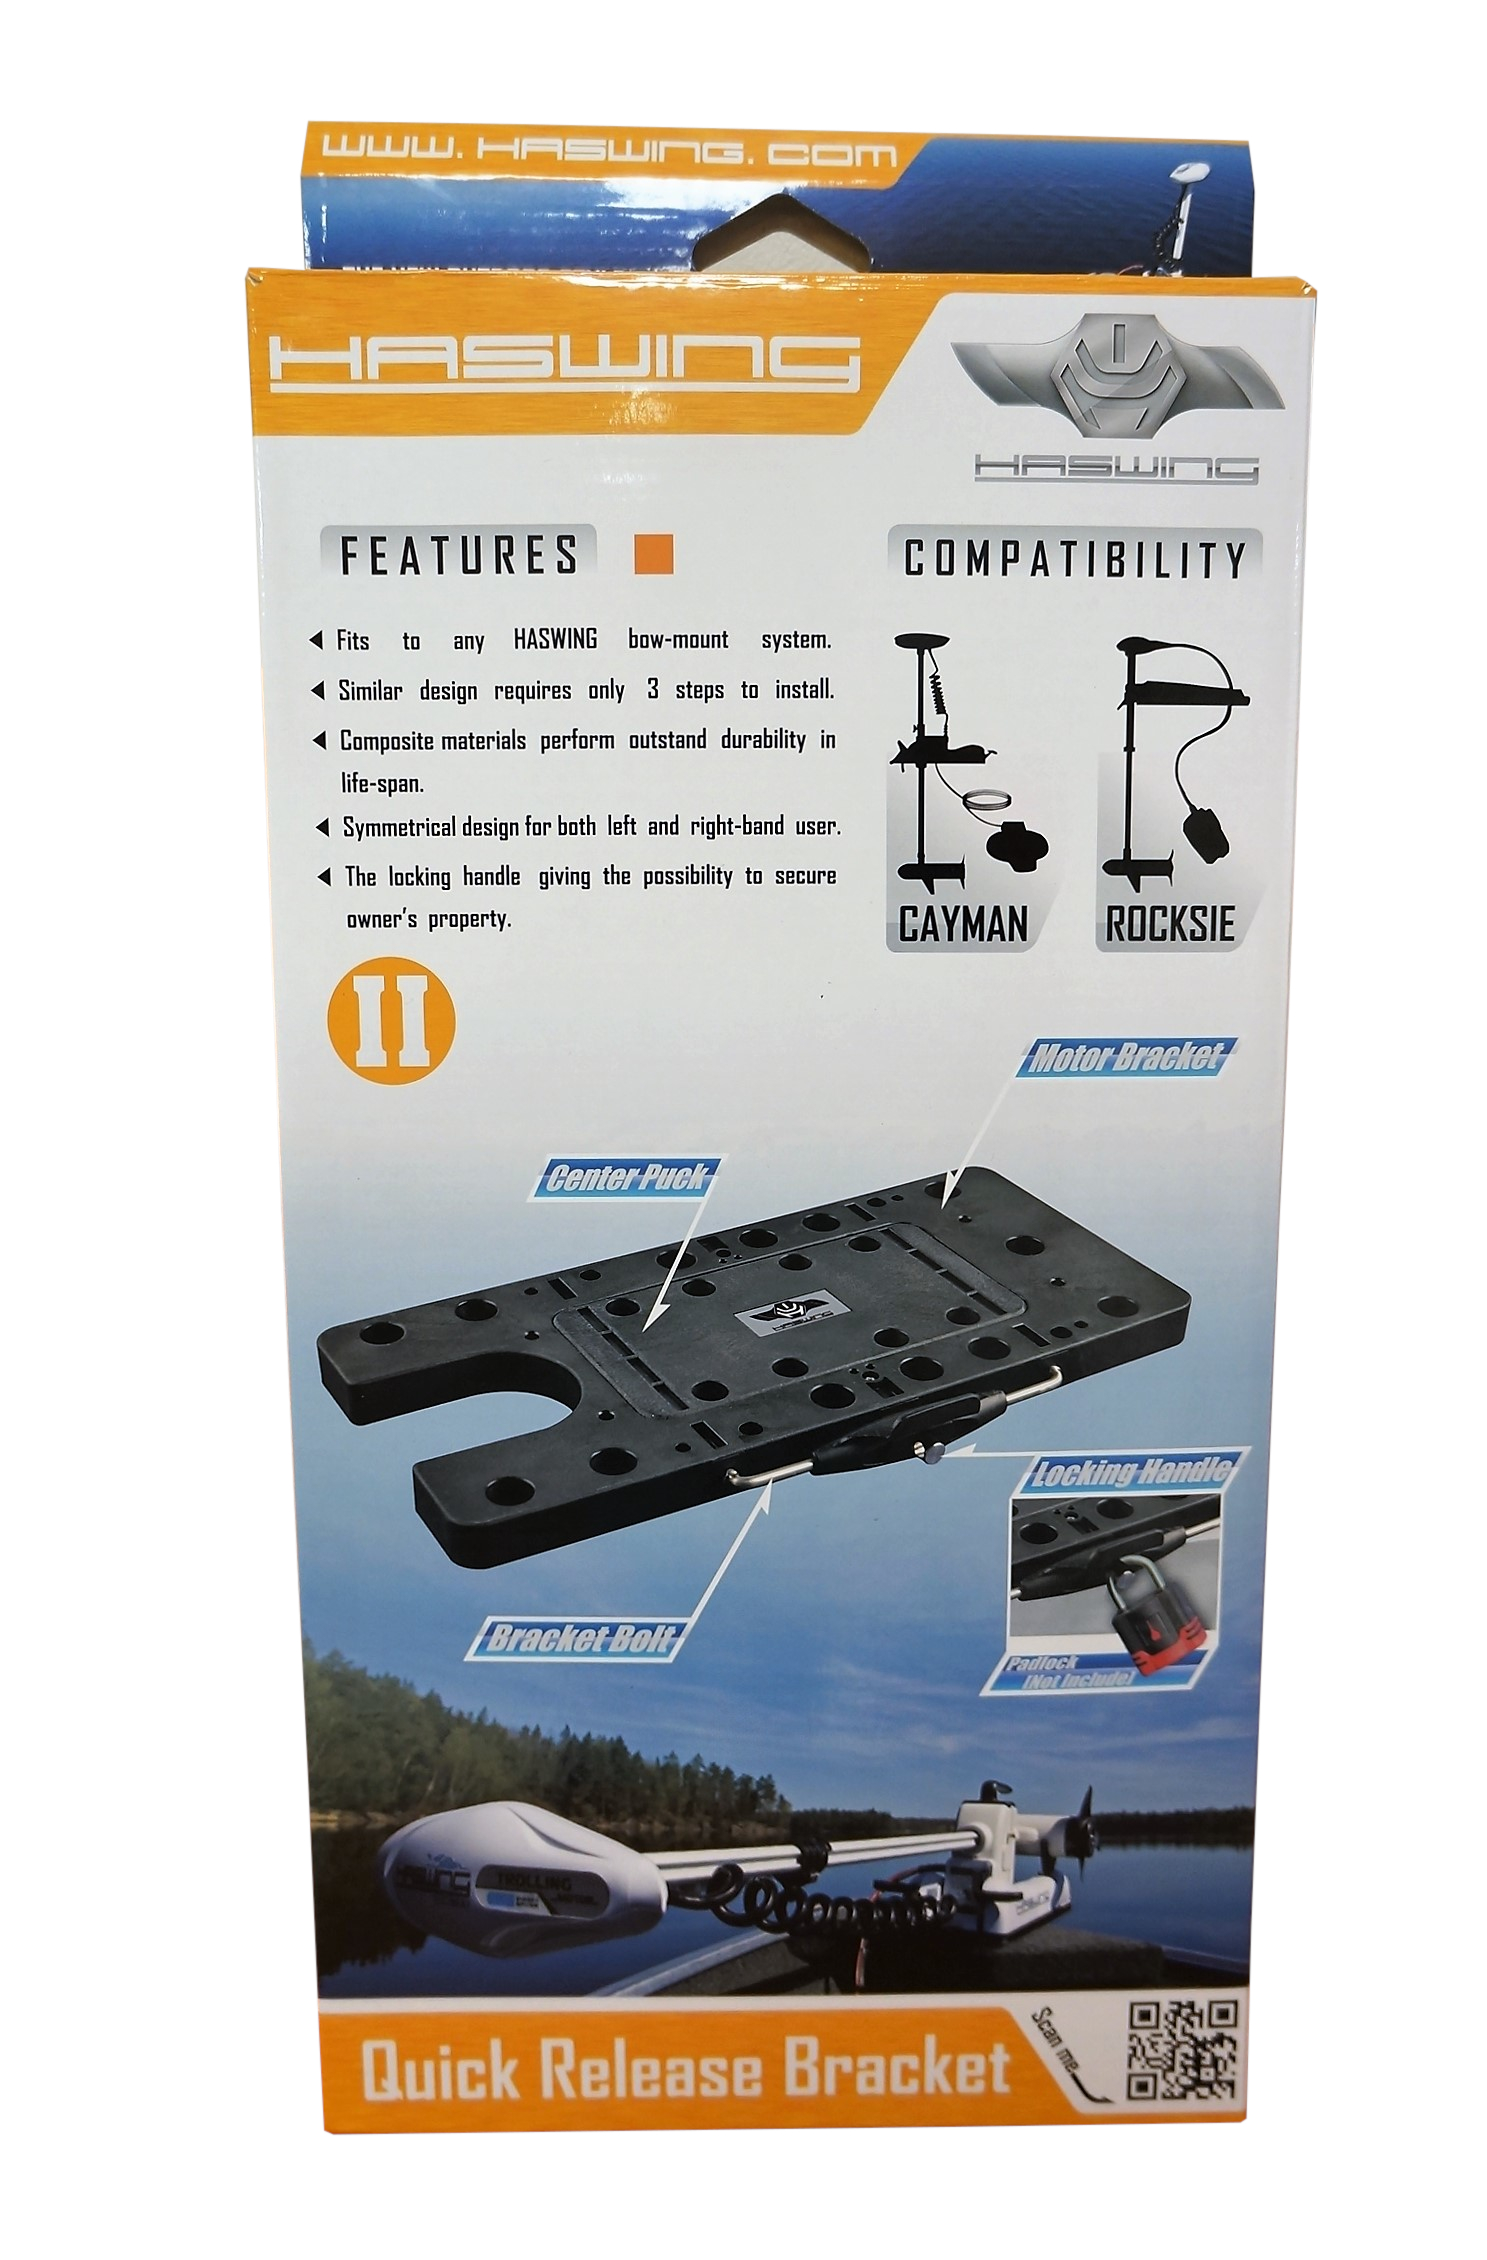 WWW.HASWING.COM
HASWING
HASWING
FEATURES
Fits to any HASWING bow-mount system.
Similar design requires only 3 steps to install.
Composite materials perform outstand durability in
life-span.
Symmetrical design for both left and right-band user.
The locking handle giving the possibility to secure
owner's property.
COMPATIBILITY
CAYMAN
ROCKSIE
II
Motor Bracket
Center Puck
HASWING
Locking Handle
Bracket Bolt
Padlock
(Not Include)
HASWING
TROLLING
HASWING
Quick Release Bracket
Scan me